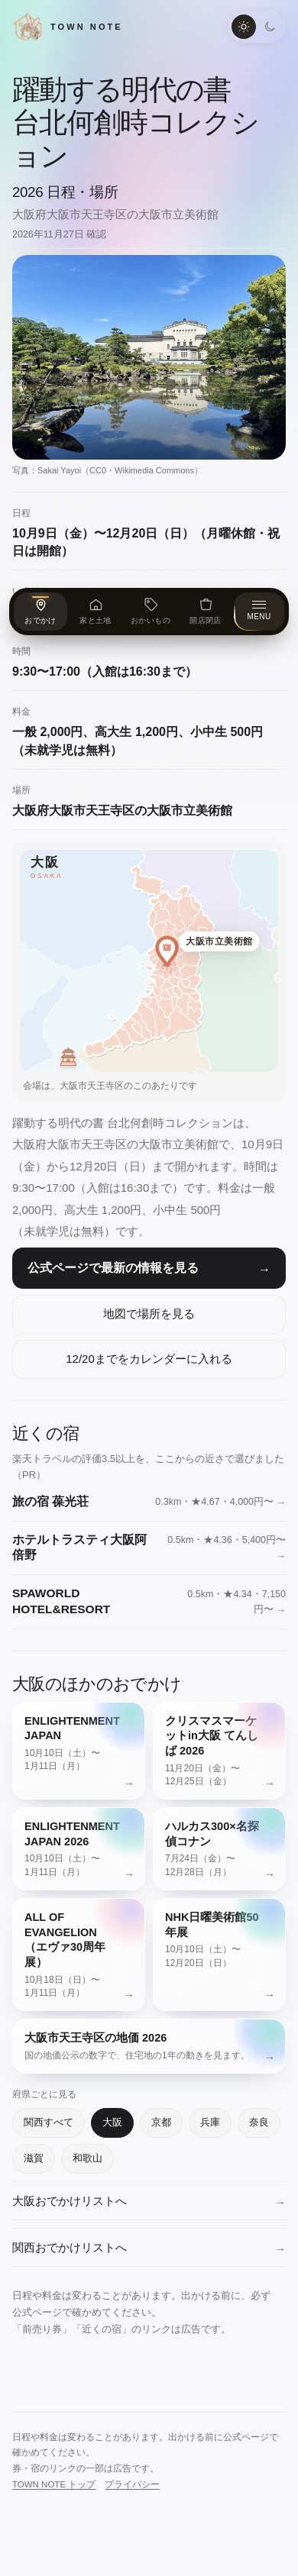 TOWN NOTE
躍動する明代の書
台北何創時コレクシ
ョン
2026 日程・場所
大阪府大阪市天王寺区の大阪市立美術館
2026年11月27日 確認
写真：Sakai Yayoi（CC0・Wikimedia Commons）
日程
10月9日（金）〜12月20日（日）（月曜休館・祝
日は開館）
おでかけ
家と土地
おかいもの
開店閉店
MENU
時間
9:30〜17:00（入館は16:30まで）
料金
一般 2,000円、高大生 1,200円、小中生 500円
（未就学児は無料）
場所
大阪府大阪市天王寺区の大阪市立美術館
大阪
OSAKA
大阪市立美術館
会場は、大阪市天王寺区のこのあたりです
躍動する明代の書 台北何創時コレクションは、
大阪府大阪市天王寺区の大阪市立美術館で、10月9日
（金）から12月20日（日）まで開かれます。時間は
9:30〜17:00（入館は16:30まで）です。料金は一般
2,000円、高大生 1,200円、小中生 500円
（未就学児は無料）です。
公式ページで最新の情報を見る →
地図で場所を見る
12/20までをカレンダーに入れる
近くの宿
楽天トラベルの評価3.5以上を、ここからの近さで選びました
（PR）
旅の宿 葆光荘 0.3km・★4.67・4,000円〜 →
ホテルトラスティ大阪阿
倍野 0.5km・★4.36・5,400円〜
→
SPAWORLD
HOTEL&RESORT 0.5km・★4.34・7,150
円〜 →
大阪のほかのおでかけ
ENLIGHTENMENT
JAPAN
10月10日（土）〜
1月11日（月）
→
クリスマスマーケ
ットin大阪 てんし
ば 2026
11月20日（金）〜
12月25日（金）
→
ENLIGHTENMENT
JAPAN 2026
10月10日（土）〜
1月11日（月）
→
ハルカス300×名探
偵コナン
7月24日（金）〜
12月28日（月）
→
ALL OF
EVANGELION
（エヴァ30周年
展）
10月18日（日）〜
1月11日（月）
→
NHK日曜美術館50
年展
10月10日（土）〜
12月20日（日）
→
大阪市天王寺区の地価 2026
国の地価公示の数字で、住宅地の1年の動きを見ます。
→
府県ごとに見る
関西すべて
大阪
京都
兵庫
奈良
滋賀
和歌山
大阪おでかけリストへ →
関西おでかけリストへ →
日程や料金は変わることがあります。出かける前に、必ず
公式ページで確かめてください。
「前売り券」「近くの宿」のリンクは広告です。
日程や料金は変わることがあります。出かける前に公式ページで
確かめてください。
券・宿のリンクの一部は広告です。
TOWN NOTE トップ プライバシー